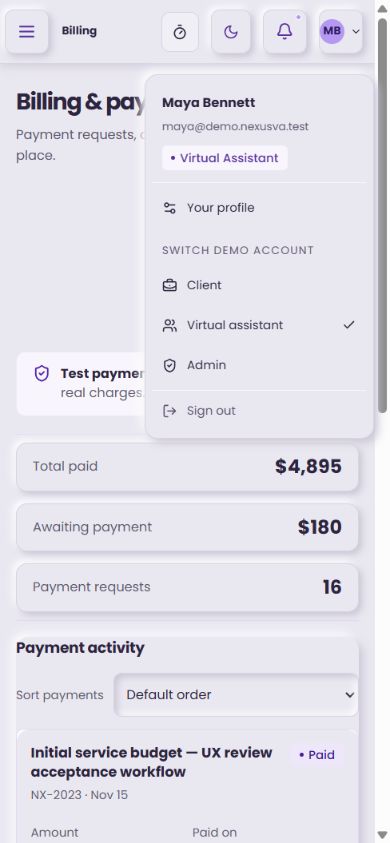 Billing
MB
Billing & pay
Payment requests,
place.
Maya Bennett
maya@demo.nexusva.test
• Virtual Assistant
Your profile
SWITCH DEMO ACCOUNT
Client
Virtual assistant
Admin
Sign out
Test paymen
real charges.
Total paid
$4,895
Awaiting payment
$180
Payment requests
16
Payment activity
Sort payments
Default order
Initial service budget — UX review
acceptance workflow
• Paid
NX-2023 · Nov 15
Amount
Paid on